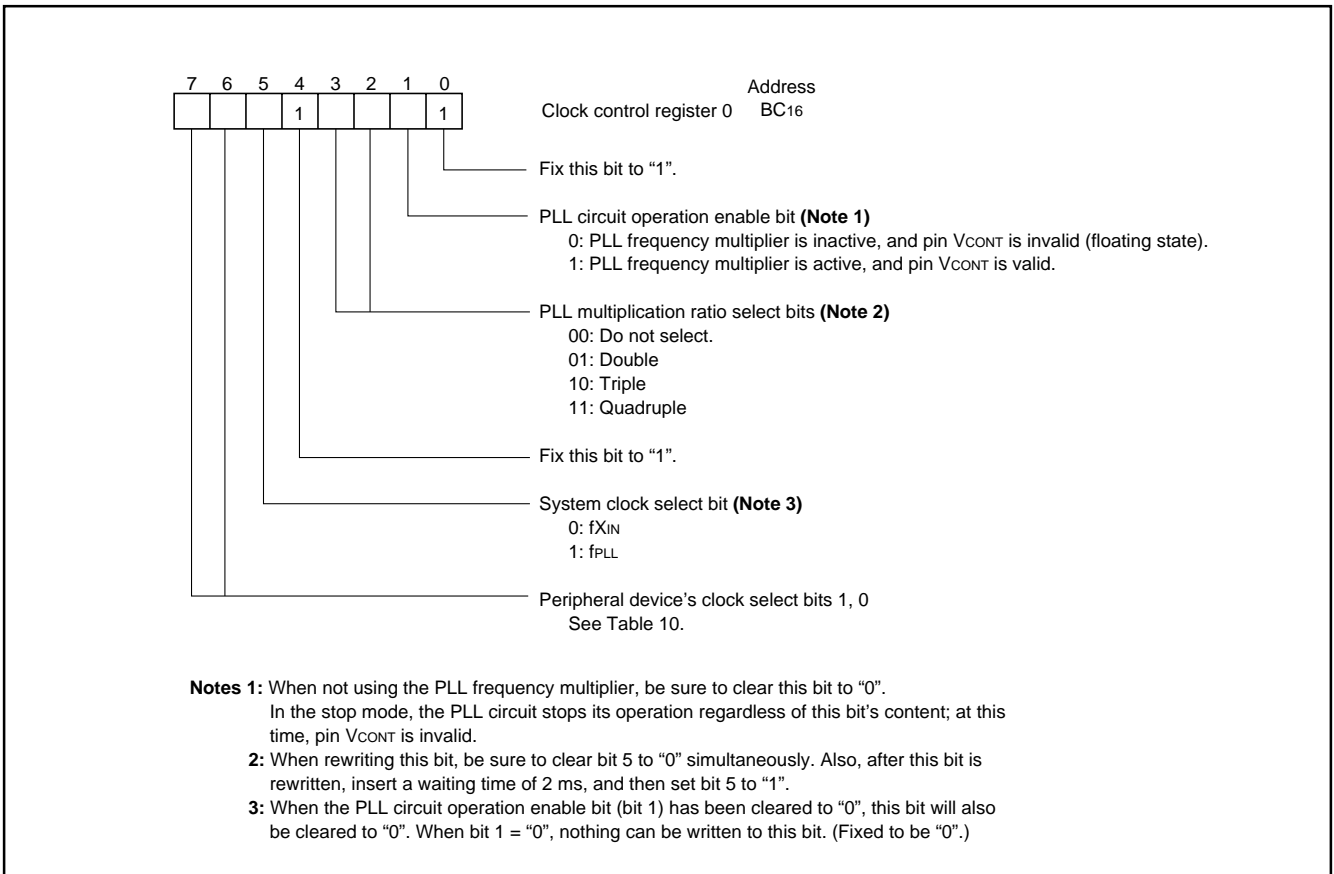 7 6 5 4 3 2 1 0
Address
1 1
Clock control register 0 BC16
Fix this bit to “1”.
PLL circuit operation enable bit (Note 1)
0: PLL frequency multiplier is inactive, and pin VCONT is invalid (floating state).
1: PLL frequency multiplier is active, and pin VCONT is valid.
PLL multiplication ratio select bits (Note 2)
00: Do not select.
01: Double
10: Triple
11: Quadruple
Fix this bit to “1”.
System clock select bit (Note 3)
0: fXIN
1: fPLL
Peripheral device’s clock select bits 1, 0
See Table 10.
Notes 1: When not using the PLL frequency multiplier, be sure to clear this bit to “0”.
In the stop mode, the PLL circuit stops its operation regardless of this bit’s content; at this
time, pin VCONT is invalid.
2: When rewriting this bit, be sure to clear bit 5 to “0” simultaneously. Also, after this bit is
rewritten, insert a waiting time of 2 ms, and then set bit 5 to “1”.
3: When the PLL circuit operation enable bit (bit 1) has been cleared to “0”, this bit will also
be cleared to “0”. When bit 1 = “0”, nothing can be written to this bit. (Fixed to be “0”.)